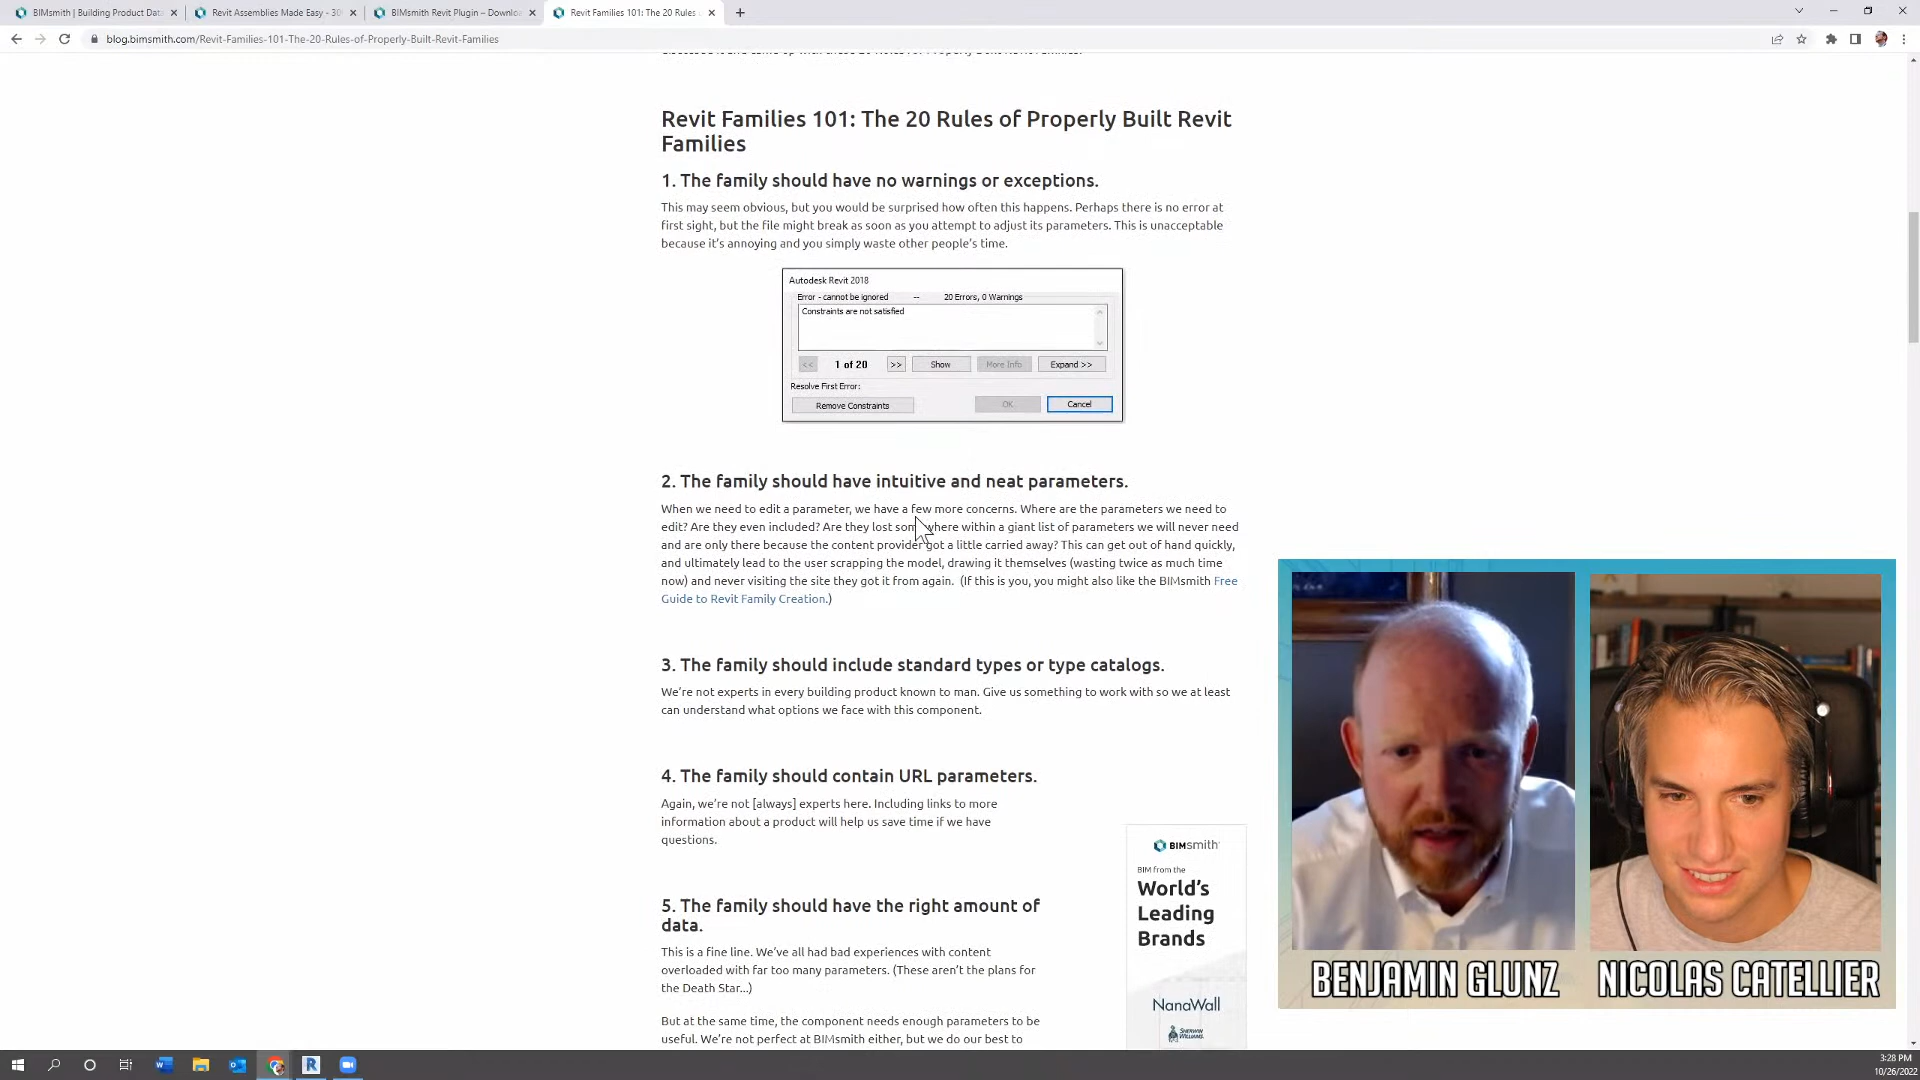 BIMsmith | Building Product Dat
Revit Assemblies Made Easy - 30
BIMsmith Revit Plugin – Downlo
Revit Families 101: The 20 Rules
blog.bimsmith.com/Revit-Families-101-The-20-Rules-of-Properly-Built-Revit-Families
Revit Families 101: The 20 Rules of Properly Built Revit
Families
1. The family should have no warnings or exceptions.
This may seem obvious, but you would be surprised how often this happens. Perhaps there is no error at
first sight, but the file might break as soon as you attempt to adjust its parameters. This is unacceptable
because it's annoying and you simply waste other people's time.
Autodesk Revit 2018
Error - cannot be ignored -- 20 Errors, 0 Warnings
Constraints are not satisfied
<< 1 of 20 >> Show More Info Expand >>
Resolve First Error:
Remove Constraints OK Cancel
2. The family should have intuitive and neat parameters.
When we need to edit a parameter, we have a few more concerns. Where are the parameters we need to
edit? Are they even included? Are they lost somewhere within a giant list of parameters we will never need
and are only there because the content provider got a little carried away? This can get out of hand quickly,
and ultimately lead to the user scrapping the model, drawing it themselves (wasting twice as much time
now) and never visiting the site they got it from again. (If this is you, you might also like the BIMsmith Free
Guide to Revit Family Creation.)
3. The family should include standard types or type catalogs.
We're not experts in every building product known to man. Give us something to work with so we at least
can understand what options we face with this component.
4. The family should contain URL parameters.
Again, we're not [always] experts here. Including links to more
information about a product will help us save time if we have
questions.
5. The family should have the right amount of
data.
This is a fine line. We've all had bad experiences with content
overloaded with far too many parameters. (These aren't the plans for
the Death Star...)
But at the same time, the component needs enough parameters to be
useful. We're not perfect at BIMsmith either, but we do our best to
BIMsmith
BIM from the
World's
Leading
Brands
NanaWall
SHERWIN
WILLIAMS.
BENJAMIN GLUNZ
NICOLAS CATELLIER
3:28 PM
10/26/2022